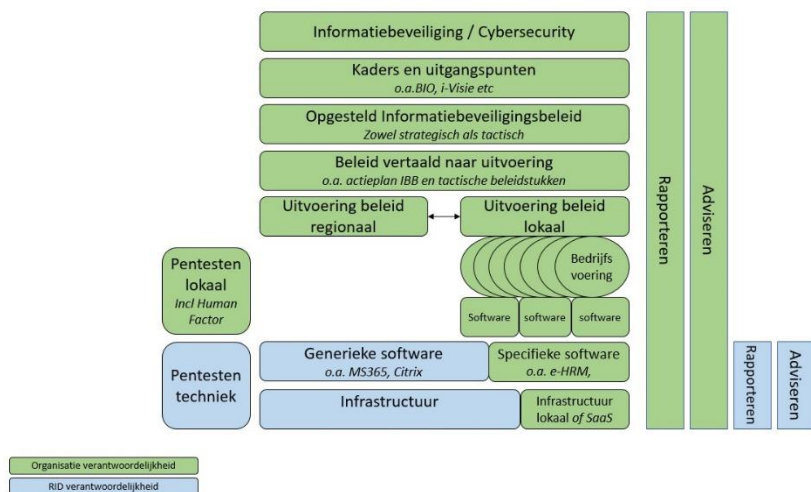 Informatiebeveiliging / Cybersecurity
Kaders en uitgangspunten
o.a.BIO, i-Visie etc
Opgesteld Informatiebeveiligingsbeleid
Zowel strategisch als tactisch
Beleid vertaald naar uitvoering
o.a. actieplan IBB en tactische beleidstukken
Uitvoering beleid
regionaal
Uitvoering beleid
lokaal
Bedrijfs
voering
Pentesten
lokaal
Incl Human
Factor
Software
software
software
Pentesten
techniek
Generieke software
o.a. MS365, Citrix
Specifieke software
o.a. e-HRM,
Infrastructuur
Infrastructuur
lokaal of SaaS
Rapporteren
Adviseren
Rapporteren
Adviseren
Organisatie verantwoordelijkheid
RID verantwoordelijkheid